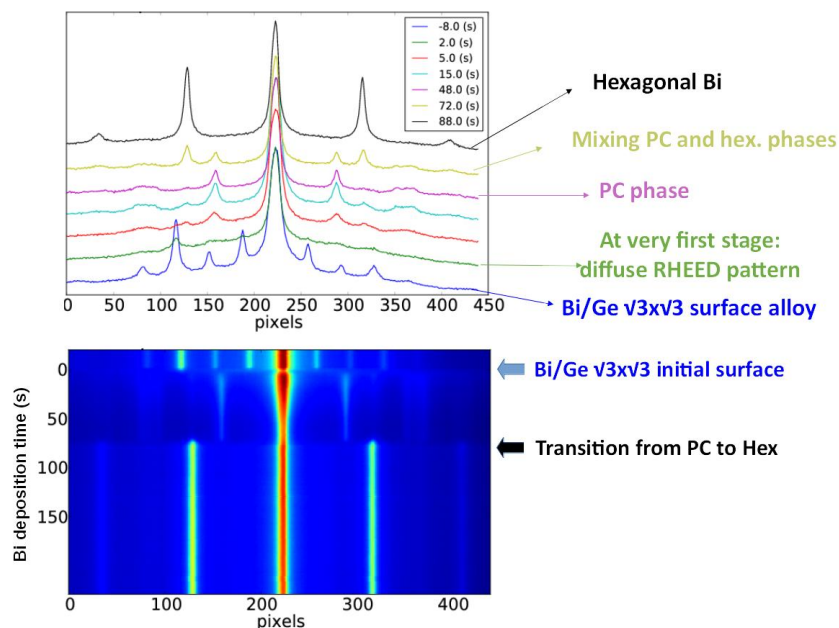 -8.0 (s)
2.0 (s)
5.0 (s)
15.0 (s)
48.0 (s)
72.0 (s)
88.0 (s)
Hexagonal Bi
Mixing PC and hex. phases
PC phase
At very first stage:
diffuse RHEED pattern
Bi/Ge √3x√3 surface alloy
0 50 100 150 200 250 300 350 400 450
pixels
Bi/Ge √3x√3 initial surface
Transition from PC to Hex
Bi deposition time (s)
0
50
100
150
0 100 200 300 400
pixels